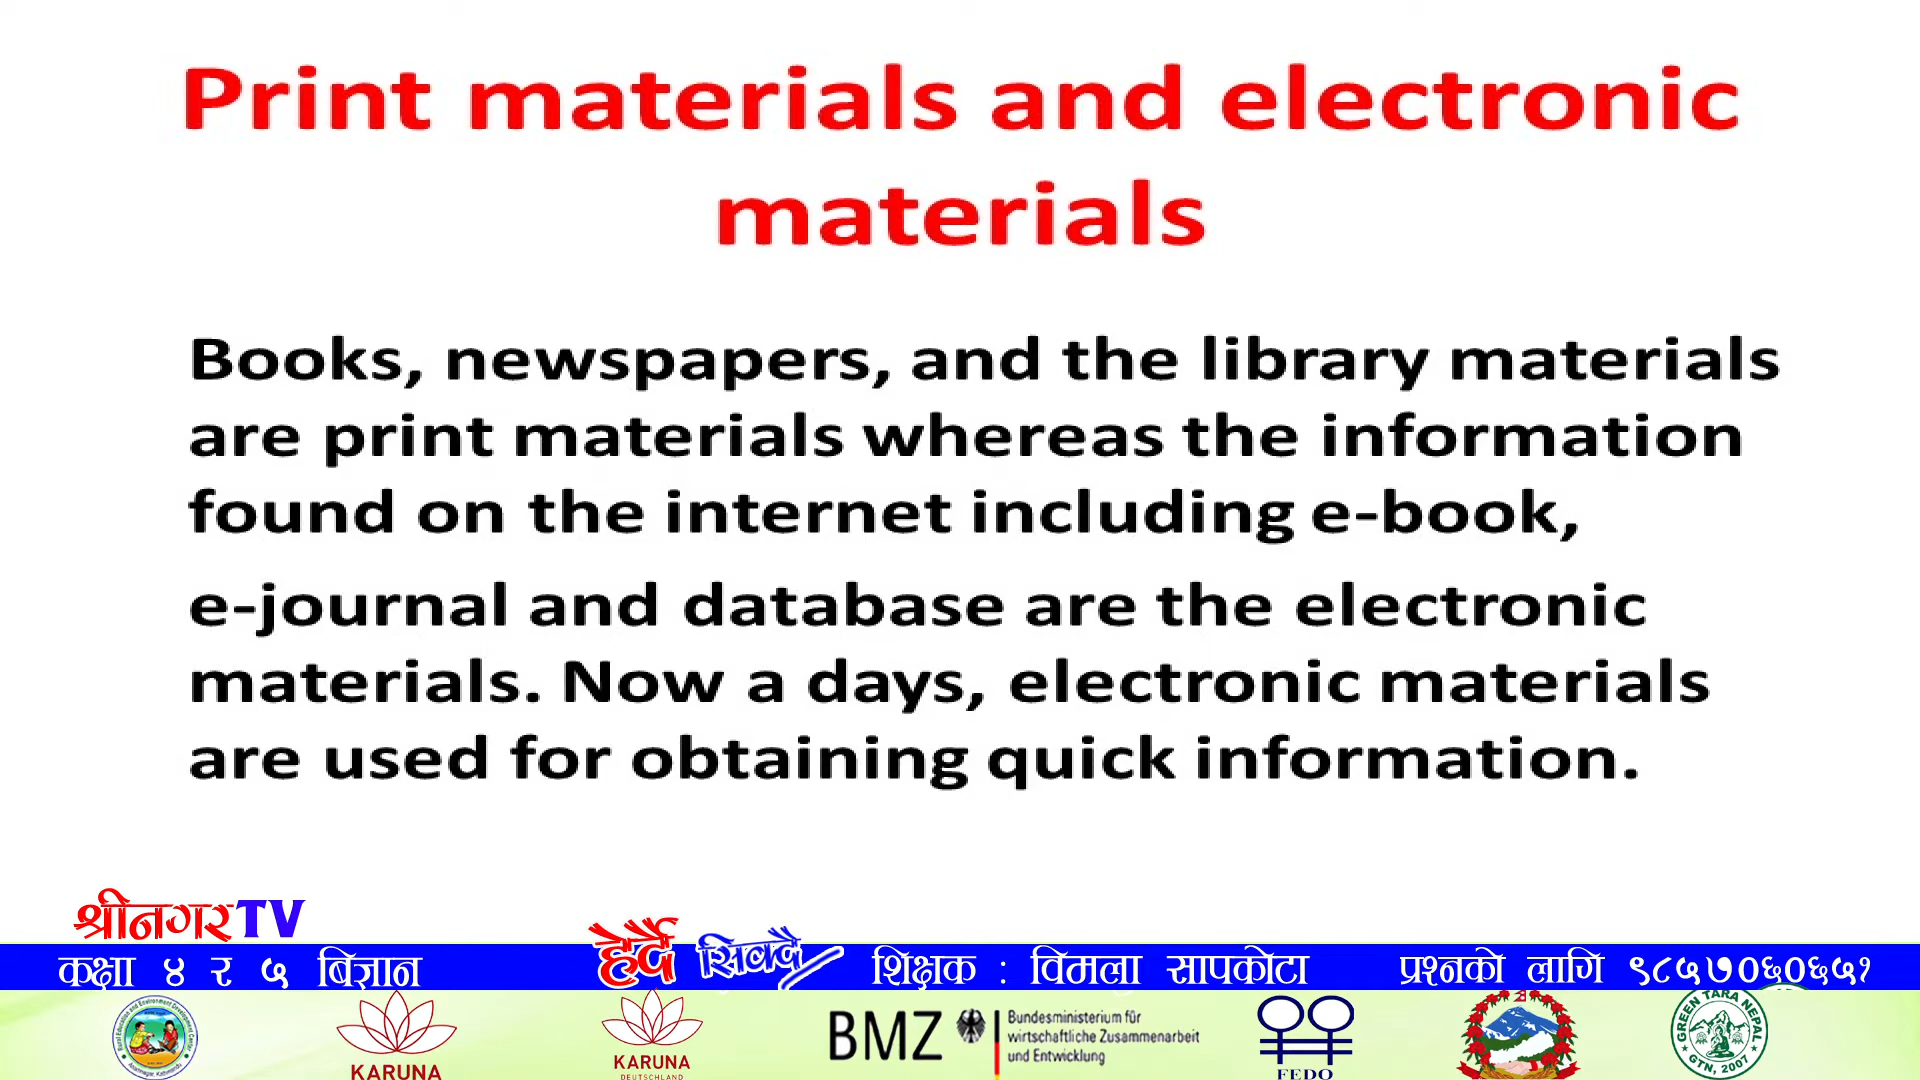 Print materials and electronic
materials
Books, newspapers, and the library materials
are print materials whereas the information
found on the internet including e-book,
e-journal and database are the electronic
materials. Now a days, electronic materials
are used for obtaining quick information.
श्रीनगरTV
कक्षा ४ र ५ बिज्ञान
हेर्दै सिक्दै
शिक्षक : विमला सापकोटा
प्रश्नको लागि ९८५७०६०६५१
KARUNA
KARUNA
DEUTSCHLAND
BMZ
Bundesministerium für
wirtschaftliche Zusammenarbeit
und Entwicklung
FEDO
GREEN TARA NEPAL
GTN, 2007